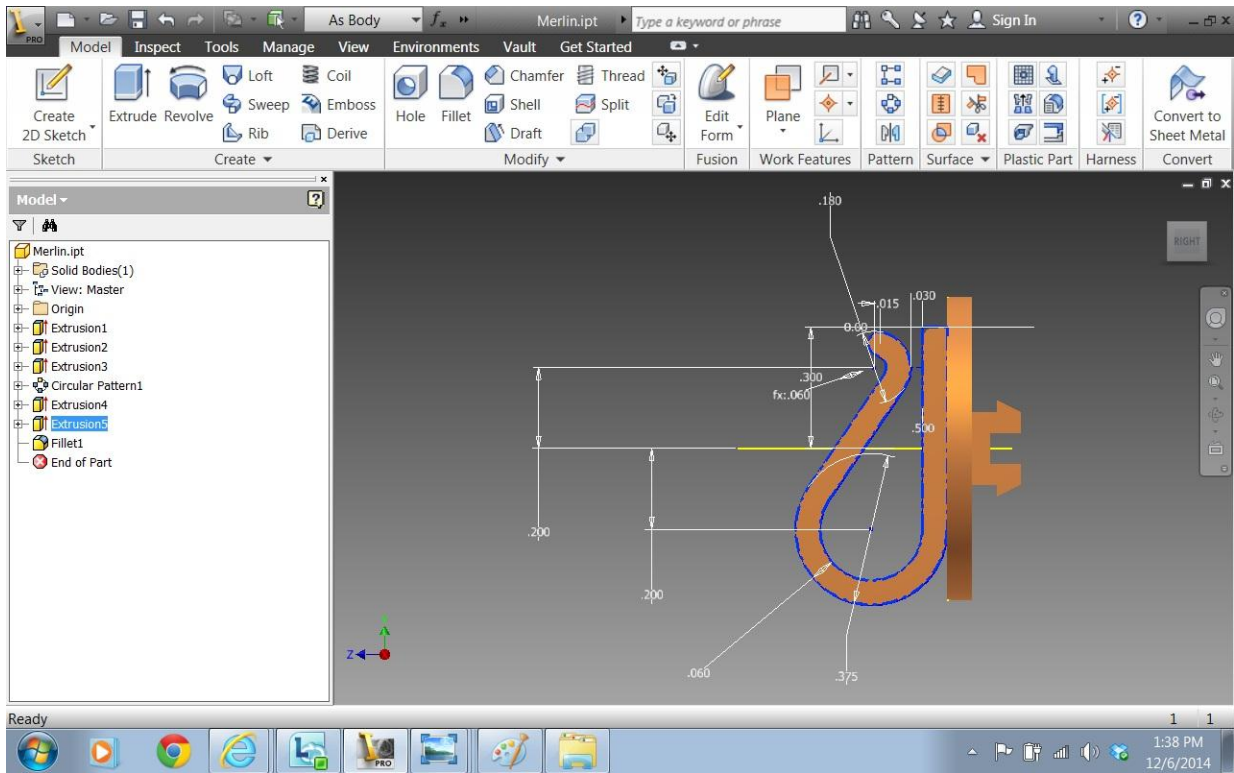 As Body
Merlin.ipt
Type a keyword or phrase
Sign In
PRO
Model Inspect Tools Manage View Environments Vault Get Started
Create
2D Sketch
Extrude Revolve
Loft
Sweep
Rib
Coil
Emboss
Derive
Hole Fillet
Chamfer
Shell
Draft
Thread
Split
Edit
Form
Plane
Convert to
Sheet Metal
Sketch Create Modify Fusion Work Features Pattern Surface Plastic Part Harness Convert
Model
Merlin.ipt
Solid Bodies(1)
View: Master
Origin
Extrusion1
Extrusion2
Extrusion3
Circular Pattern1
Extrusion4
Extrusion5
Fillet1
End of Part
.180
RIGHT
.015
.030
0.00
.300
fx:.060
.500
.200
.200
.060
.375
Z
Ready
1 1
PRO
1:38 PM
12/6/2014